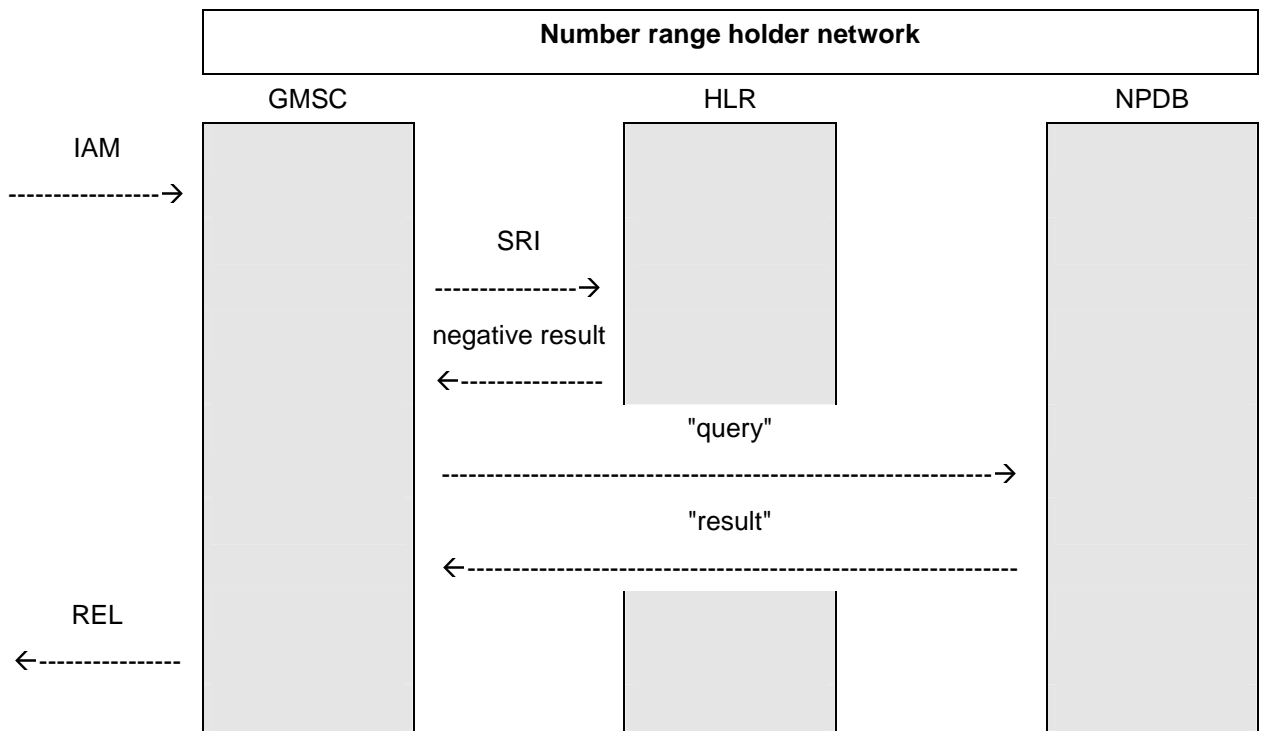 Number range holder network
GMSC HLR NPDB
IAM
SRI
negative result
"query"
"result"
REL